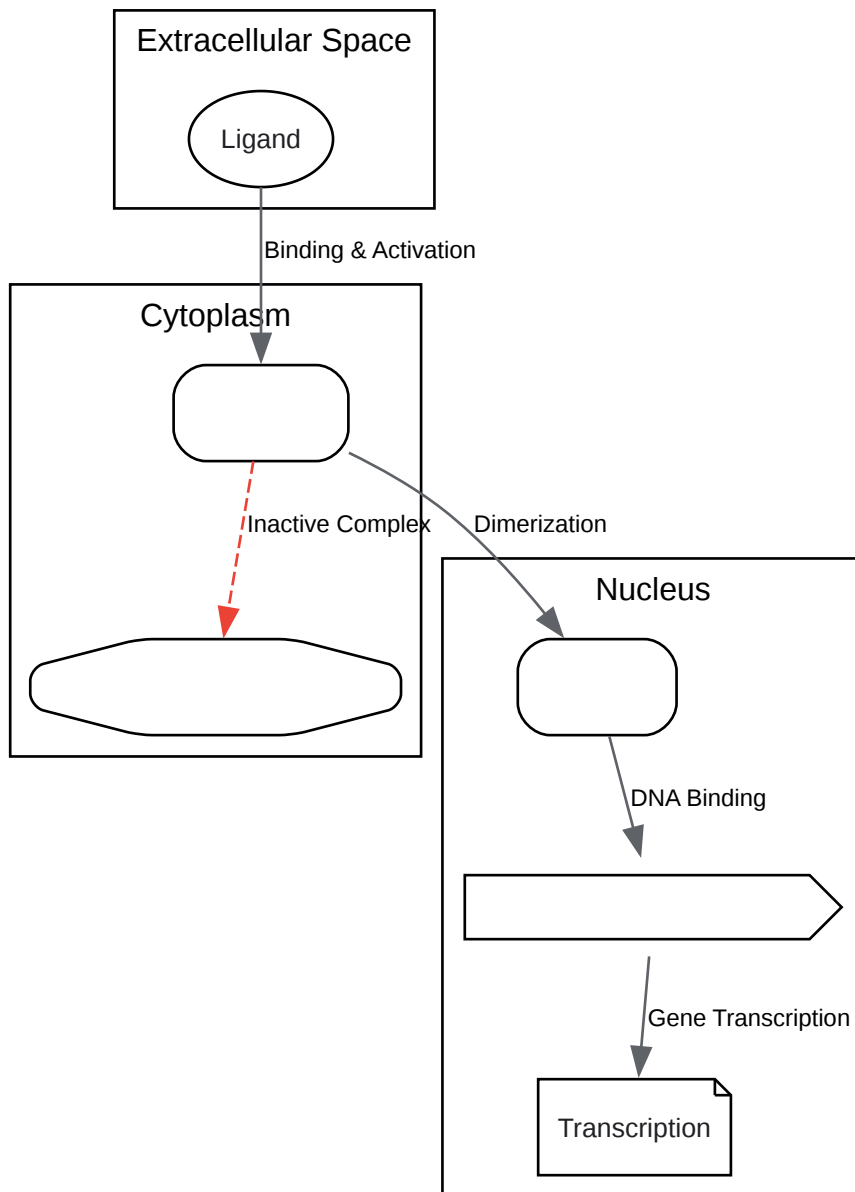 Extracellular Space
Ligand
Binding & Activation
Cytoplasm
Inactive Complex
Dimerization
Nucleus
DNA Binding
Gene Transcription
Transcription